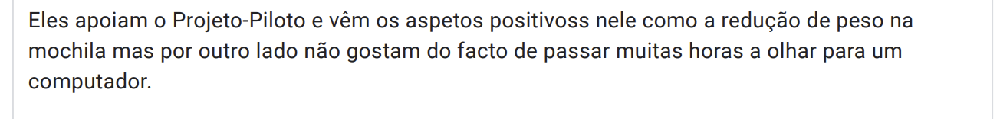 Eles apoiam o Projeto-Piloto e vêm os aspetos positivoss nele como a redução de peso na
mochila mas por outro lado não gostam do facto de passar muitas horas a olhar para um
computador.